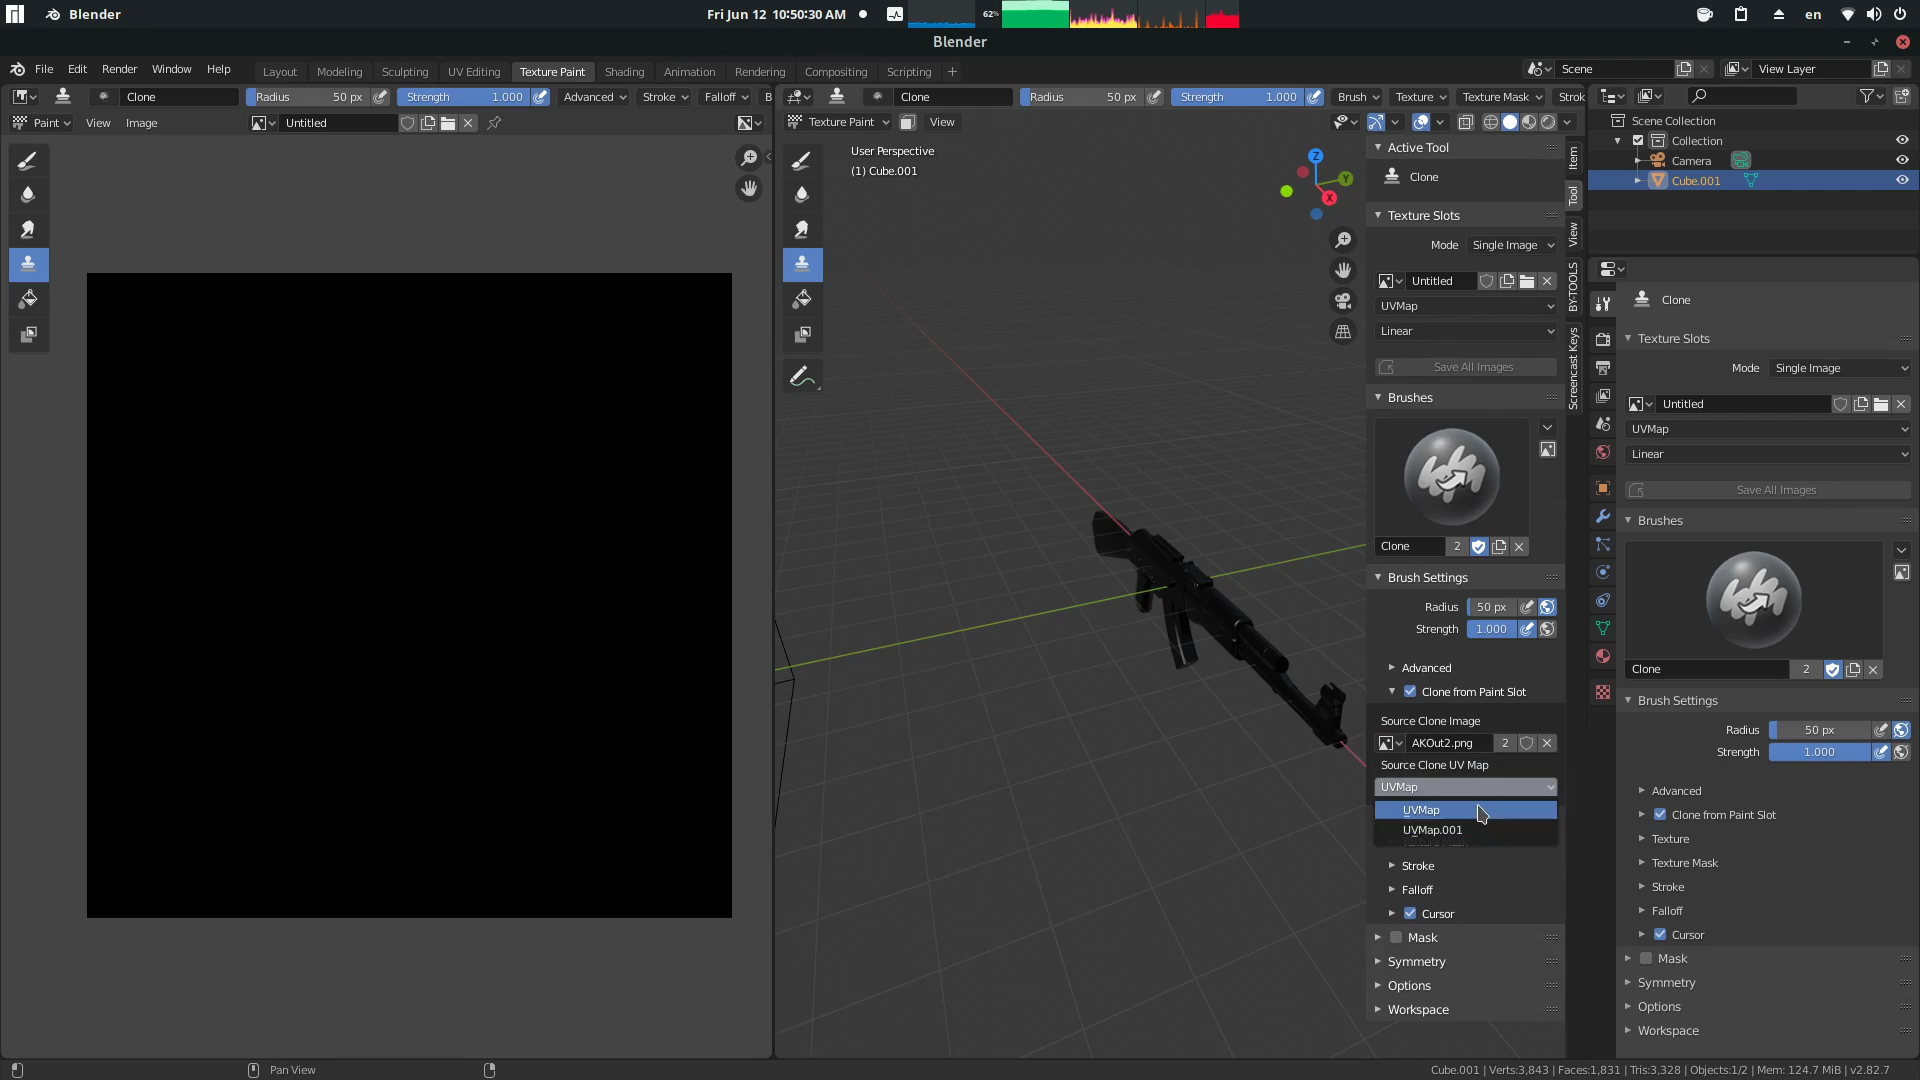 Blender
Fri Jun 12 10:50:30 AM
62%
en
Blender
File Edit Render Window Help
Layout Modeling Sculpting UV Editing Texture Paint Shading Animation Rendering Compositing Scripting +
Scene
View Layer
Clone
Radius 50 px
Strength 1.000
Advanced
Stroke
Falloff
B
Paint View Image
Untitled
Clone
Radius 50 px
Strength 1.000
Brush
Texture
Texture Mask
Strok
Texture Paint
View
User Perspective
(1) Cube.001
Z
Y
X
Active Tool
Clone
Texture Slots
Mode Single Image
Untitled
UVMap
Linear
Save All Images
Brushes
Clone 2
Brush Settings
Radius 50 px
Strength 1.000
Advanced
Clone from Paint Slot
Source Clone Image
AKOut2.png 2
Source Clone UV Map
UVMap
UVMap
UVMap.001
Stroke
Falloff
Cursor
Mask
Symmetry
Options
Workspace
Item
Tool
View
BY-TOOLS
Screencast Keys
Scene Collection
Collection
Camera
Cube.001
Clone
Texture Slots
Mode Single Image
Untitled
UVMap
Linear
Save All Images
Brushes
Clone 2
Brush Settings
Radius 50 px
Strength 1.000
Advanced
Clone from Paint Slot
Texture
Texture Mask
Stroke
Falloff
Cursor
Mask
Symmetry
Options
Workspace
Pan View
Cube.001 | Verts:3,843 | Faces:1,831 | Tris:3,328 | Objects:1/2 | Mem: 124.7 MiB | v2.82.7